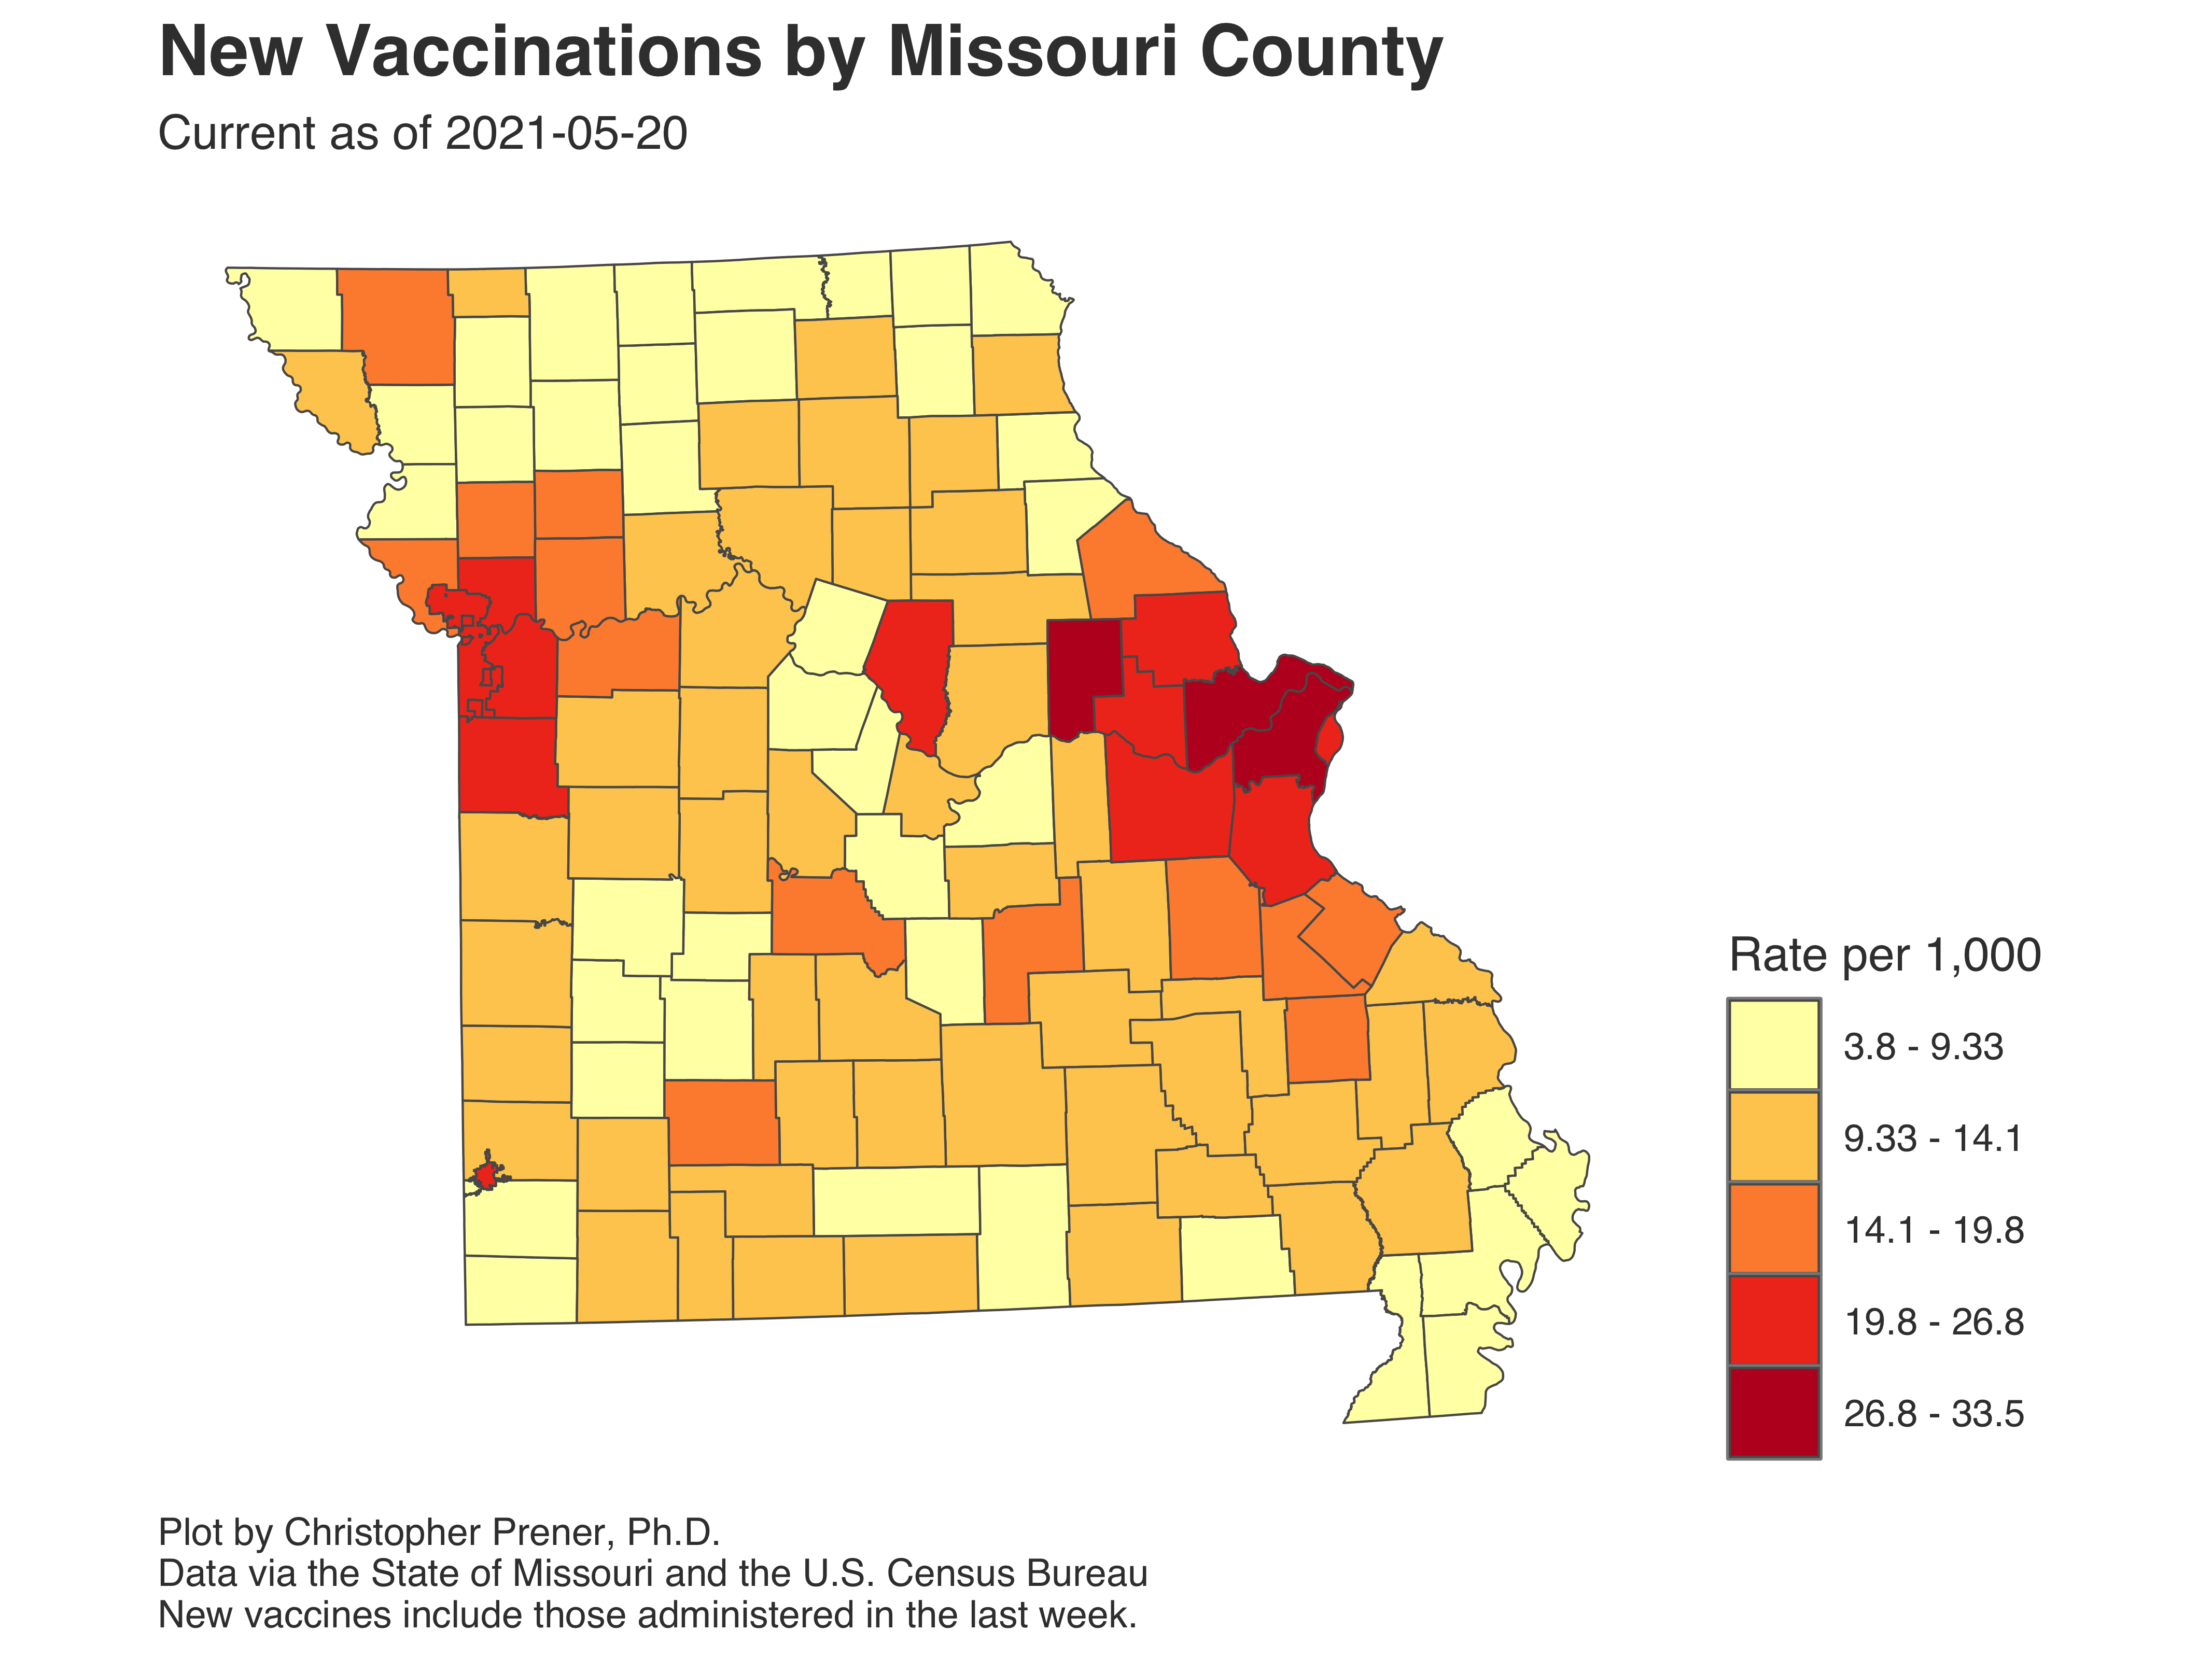 New Vaccinations by Missouri County
Current as of 2021-05-20
Rate per 1,000
3.8 - 9.33
9.33 - 14.1
14.1 - 19.8
19.8 - 26.8
26.8 - 33.5
Plot by Christopher Prener, Ph.D.
Data via the State of Missouri and the U.S. Census Bureau
New vaccines include those administered in the last week.